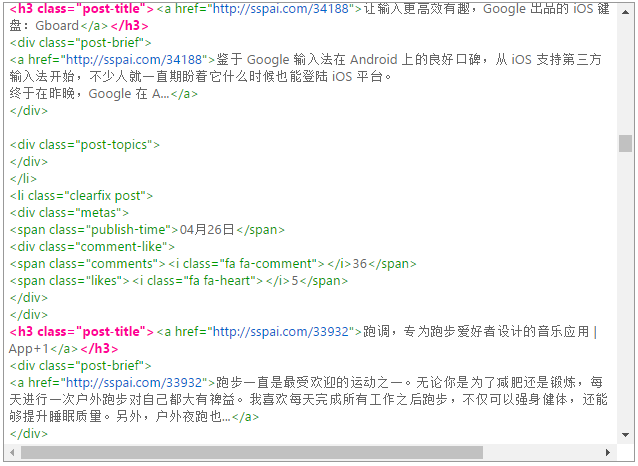 <h3 class="post-title"><a href="http://sspai.com/34188">让输入更高效有趣，Google 出品的 iOS 键
盘：Gboard</a></h3>
<div class="post-brief">
<a href="http://sspai.com/34188">鉴于 Google 输入法在 Android 上的良好口碑，从 iOS 支持第三方
输入法开始，不少人就一直期盼着它什么时候也能登陆 iOS 平台。
终于在昨晚，Google 在 A...</a>
</div>
<div class="post-topics">
</div>
</li>
<li class="clearfix post">
<div class="metas">
<span class="publish-time">04月26日</span>
<div class="comment-like">
<span class="comments"><i class="fa fa-comment"></i>36</span>
<span class="likes"><i class="fa fa-heart"></i>5</span>
</div>
</div>
<h3 class="post-title"><a href="http://sspai.com/33932">跑调，专为跑步爱好者设计的音乐应用 |
App+1</a></h3>
<div class="post-brief">
<a href="http://sspai.com/33932">跑步一直是最受欢迎的运动之一。无论你是为了减肥还是锻炼，每
天进行一次户外跑步对自己都大有裨益。我喜欢每天完成所有工作之后跑步，不仅可以强身健体，还能
够提升睡眠质量。另外，户外夜跑也...</a>
</div>